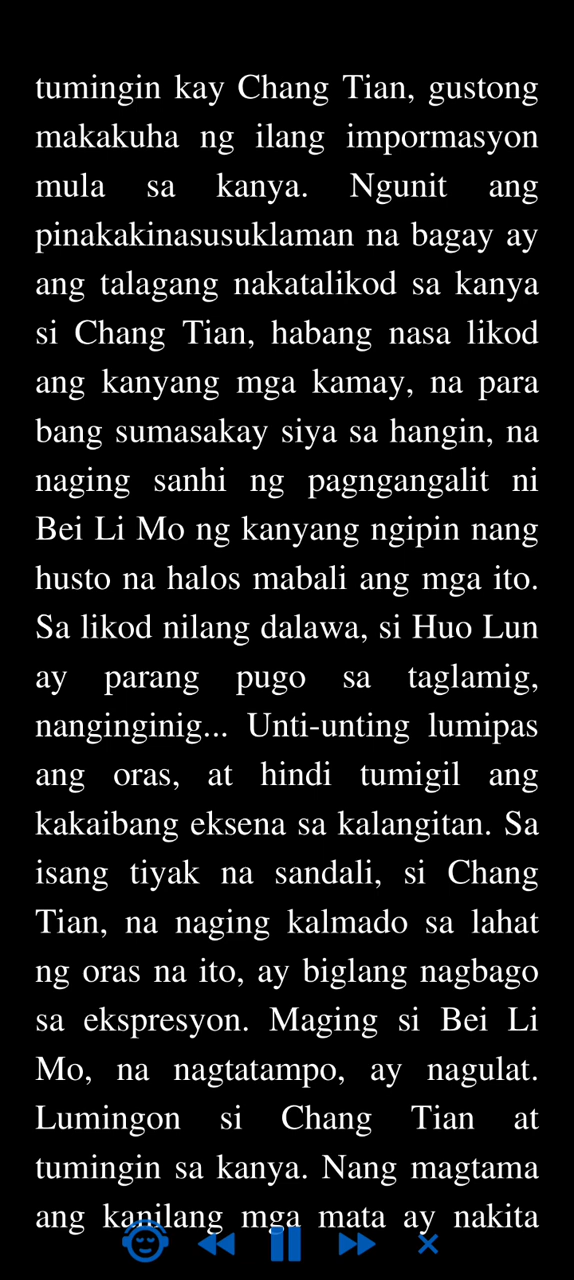 tumingin kay Chang Tian, gustong
makakuha ng ilang impormasyon
mula sa kanya. Ngunit ang
pinakakinasusuklaman na bagay ay
ang talagang nakatalikod sa kanya
si Chang Tian, habang nasa likod
ang kanyang mga kamay, na para
bang sumasakay siya sa hangin, na
naging sanhi ng pagngangalit ni
Bei Li Mo ng kanyang ngipin nang
husto na halos mabali ang mga ito.
Sa likod nilang dalawa, si Huo Lun
ay parang pugo sa taglamig,
nanginginig... Unti-unting lumipas
ang oras, at hindi tumigil ang
kakaibang eksena sa kalangitan. Sa
isang tiyak na sandali, si Chang
Tian, na naging kalmado sa lahat
ng oras na ito, ay biglang nagbago
sa ekspresyon. Maging si Bei Li
Mo, na nagtatampo, ay nagulat.
Lumingon si Chang Tian at
tumingin sa kanya. Nang magtama
ang kanilang mga mata ay nakita